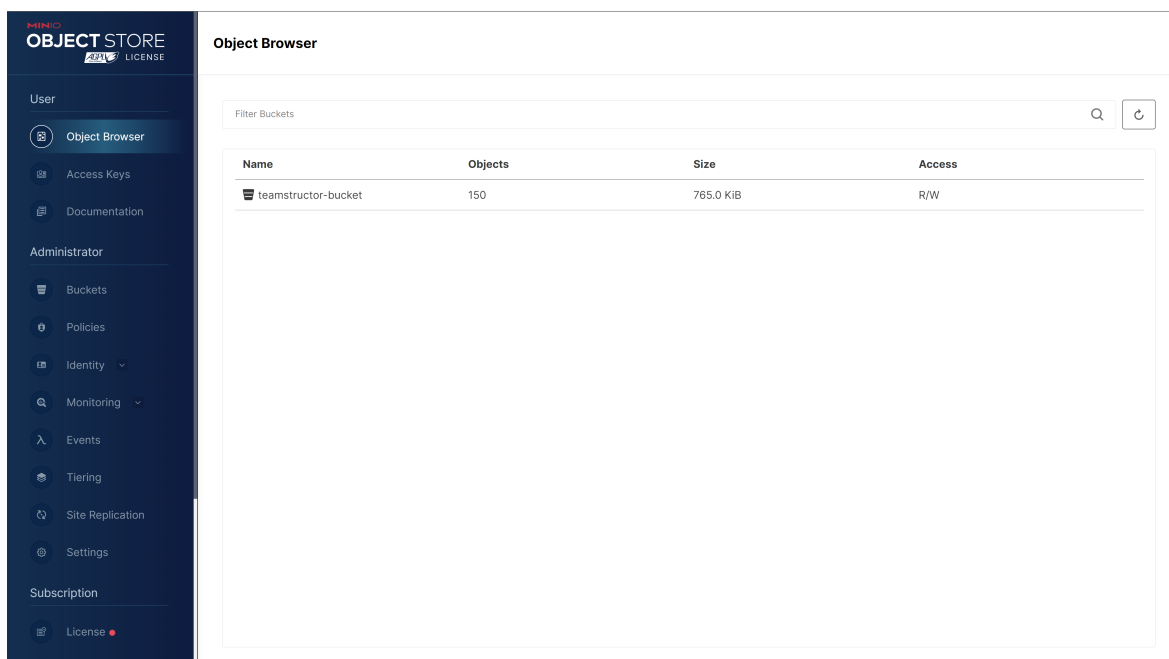 MINIO
OBJECT STORE
AGPLV3 LICENSE
User
Object Browser
Access Keys
Documentation
Administrator
Buckets
Policies
Identity
Monitoring
Events
Tiering
Site Replication
Settings
Subscription
License
Object Browser
Filter Buckets
Name Objects Size Access
teamstructor-bucket 150 765.0 KiB R/W